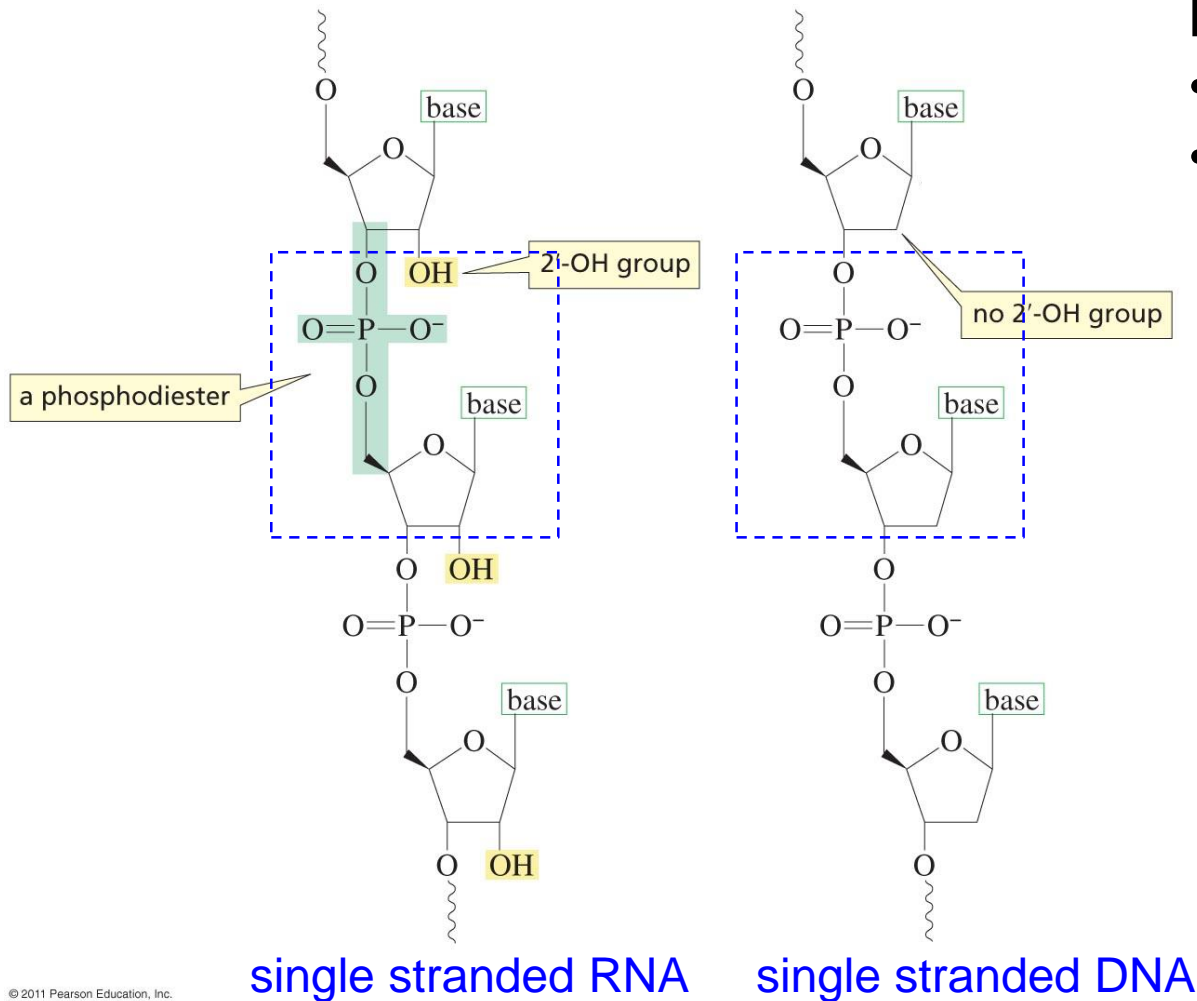 O
base
O
O
OH
2'-OH group
O=P—O⁻
a phosphodiester
O
base
O
O
OH
O=P—O⁻
O
base
O
O
OH
single stranded RNA
O
base
O
no 2′-OH group
O
O=P—O⁻
O
base
O
O
O=P—O⁻
O
base
O
O
single stranded DNA
•
•
© 2011 Pearson Education, Inc.